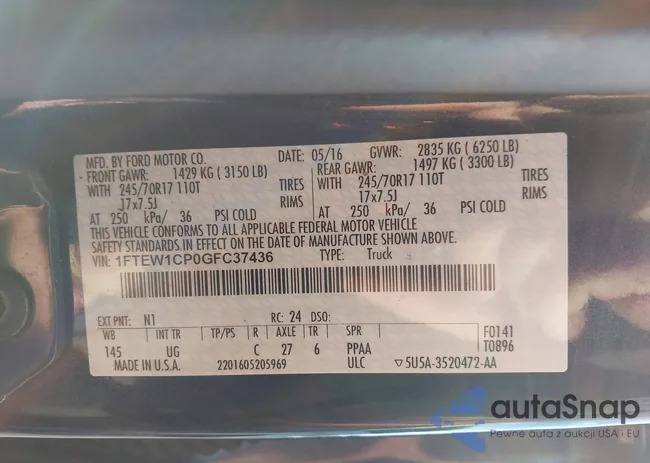 MFD. BY FORD MOTOR CO. DATE: 05/16 GVWR: 2835 KG ( 6250 LB)
FRONT GAWR: 1429 KG ( 3150 LB) REAR GAWR: 1497 KG ( 3300 LB)
WITH 245/70R17 110T TIRES WITH 245/70R17 110T TIRES
17x7.5J RIMS 17x7.5J RIMS
AT 250 kPa/ 36 PSI COLD AT 250 kPa/ 36 PSI COLD
THIS VEHICLE CONFORMS TO ALL APPLICABLE FEDERAL MOTOR VEHICLE
SAFETY STANDARDS IN EFFECT ON THE DATE OF MANUFACTURE SHOWN ABOVE.
VIN: 1FTEW1CP0GFC37436 TYPE: Truck
EXT PNT: N1 RC: 24 DSO:
WB INT TR TP/PS R AXLE TR SPR F0141
145 UG C 27 6 PPAA T0896
MADE IN U.S.A. 2201605205969 ULC ▽5U5A-3520472-AA
autaSnap
Pewne auta z aukcji USA i EU